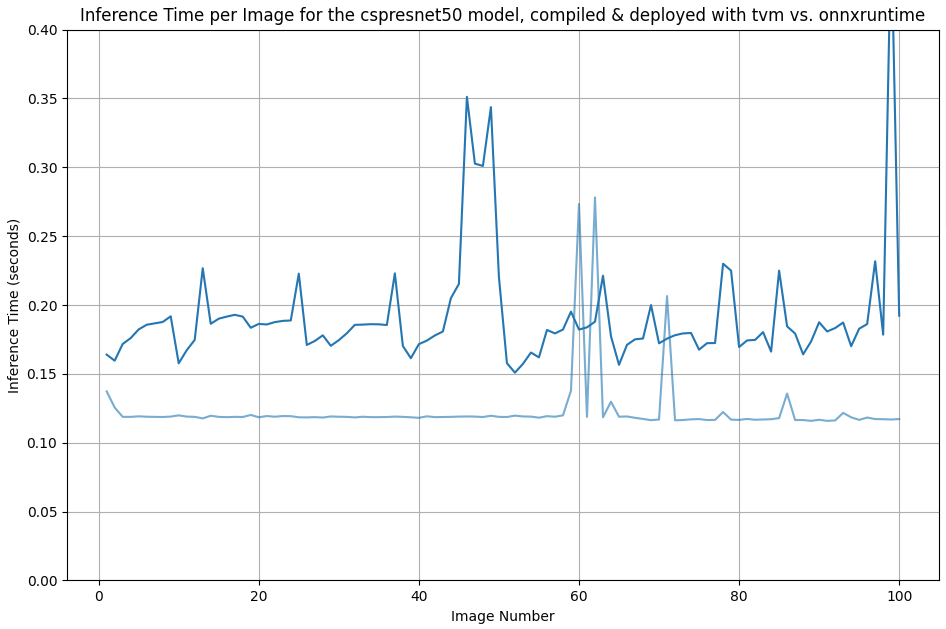 Inference Time per Image for the cspresnet50 model, compiled & deployed with tvm vs. onnxruntime
0.40
0.35
0.30
0.25
0.20
0.15
0.10
0.05
0.00
Inference Time (seconds)
0 20 40 60 80 100
Image Number